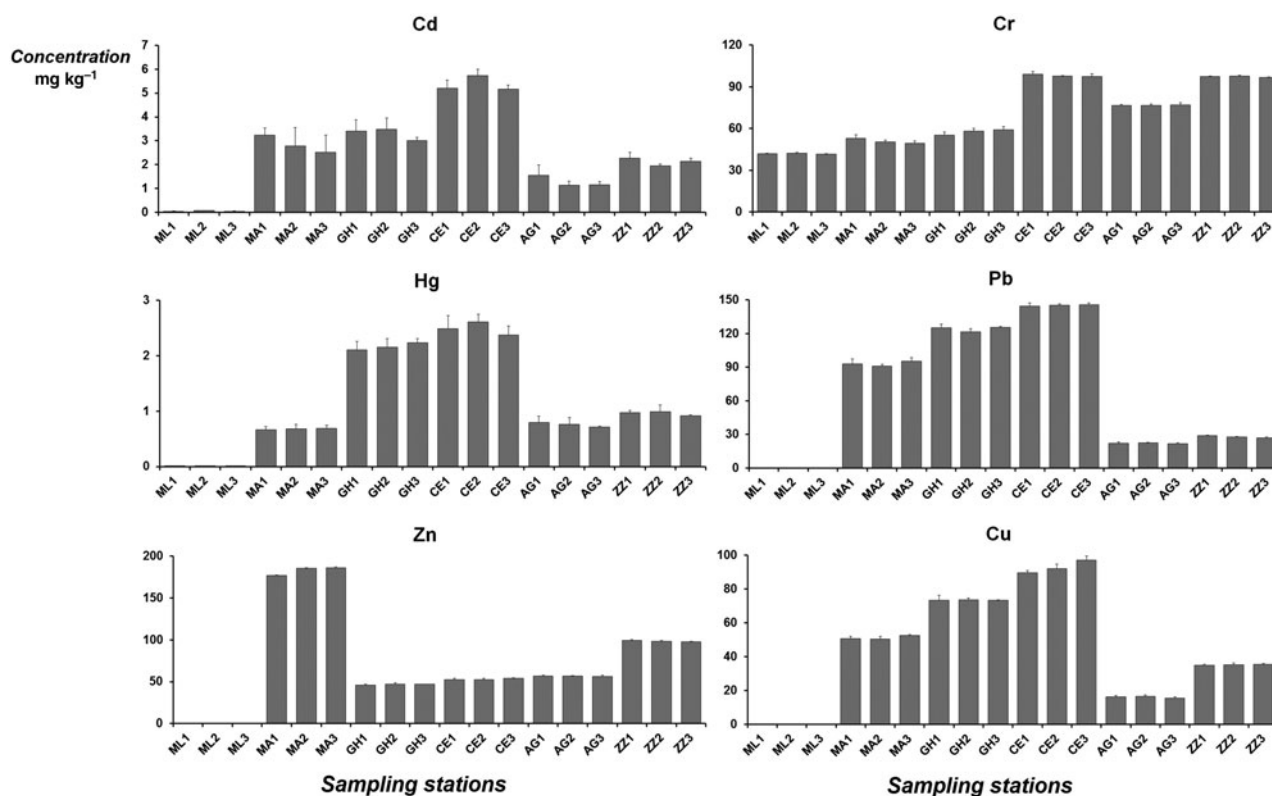 Cd
Concentration
mg kg⁻¹
7
6
5
4
3
2
1
0
ML1 ML2 ML3 MA1 MA2 MA3 GH1 GH2 GH3 CE1 CE2 CE3 AG1 AG2 AG3 ZZ1 ZZ2 ZZ3
Cr
120
90
60
30
0
ML1 ML2 ML3 MA1 MA2 MA3 GH1 GH2 GH3 CE1 CE2 CE3 AG1 AG2 AG3 ZZ1 ZZ2 ZZ3
Hg
3
2
1
0
ML1 ML2 ML3 MA1 MA2 MA3 GH1 GH2 GH3 CE1 CE2 CE3 AG1 AG2 AG3 ZZ1 ZZ2 ZZ3
Pb
150
120
90
60
30
0
ML1 ML2 ML3 MA1 MA2 MA3 GH1 GH2 GH3 CE1 CE2 CE3 AG1 AG2 AG3 ZZ1 ZZ2 ZZ3
Zn
200
150
100
50
0
ML1 ML2 ML3 MA1 MA2 MA3 GH1 GH2 GH3 CE1 CE2 CE3 AG1 AG2 AG3 ZZ1 ZZ2 ZZ3
Sampling stations
Cu
100
80
60
40
20
0
ML1 ML2 ML3 MA1 MA2 MA3 GH1 GH2 GH3 CE1 CE2 CE3 AG1 AG2 AG3 ZZ1 ZZ2 ZZ3
Sampling stations